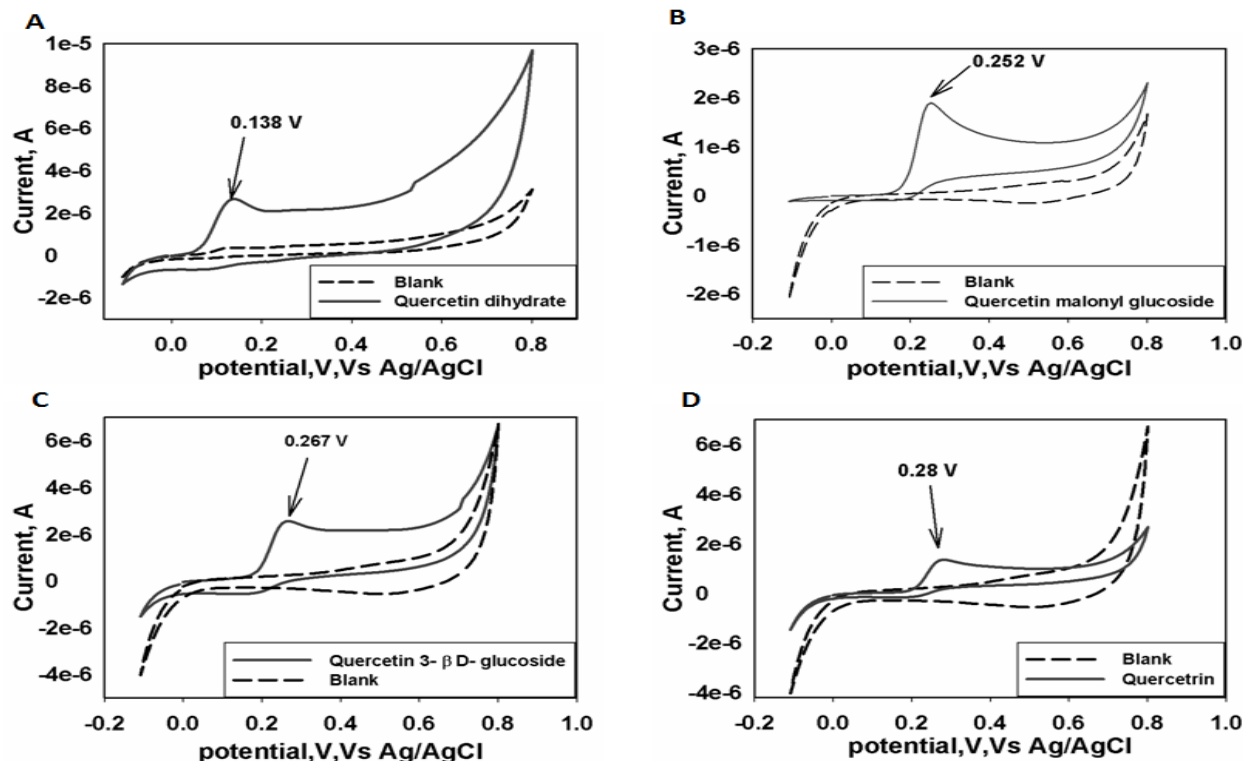 A
1e-5
8e-6
6e-6
4e-6
2e-6
0
-2e-6
Current, A
0.138 V
Blank
Quercetin dihydrate
0.0 0.2 0.4 0.6 0.8
potential,V,Vs Ag/AgCl
B
3e-6
2e-6
1e-6
0
-1e-6
-2e-6
Current, A
0.252 V
Blank
Quercetin malonyl glucoside
-0.2 0.0 0.2 0.4 0.6 0.8 1.0
potential,V,Vs Ag/AgCl
C
6e-6
4e-6
2e-6
0
-2e-6
-4e-6
Current, A
0.267 V
Quercetin 3- β D- glucoside
Blank
-0.2 0.0 0.2 0.4 0.6 0.8 1.0
potential,V,Vs Ag/AgCl
D
6e-6
4e-6
2e-6
0
-2e-6
-4e-6
Current, A
0.28 V
Blank
Quercetrin
-0.2 0.0 0.2 0.4 0.6 0.8 1.0
potential,V,Vs Ag/AgCl